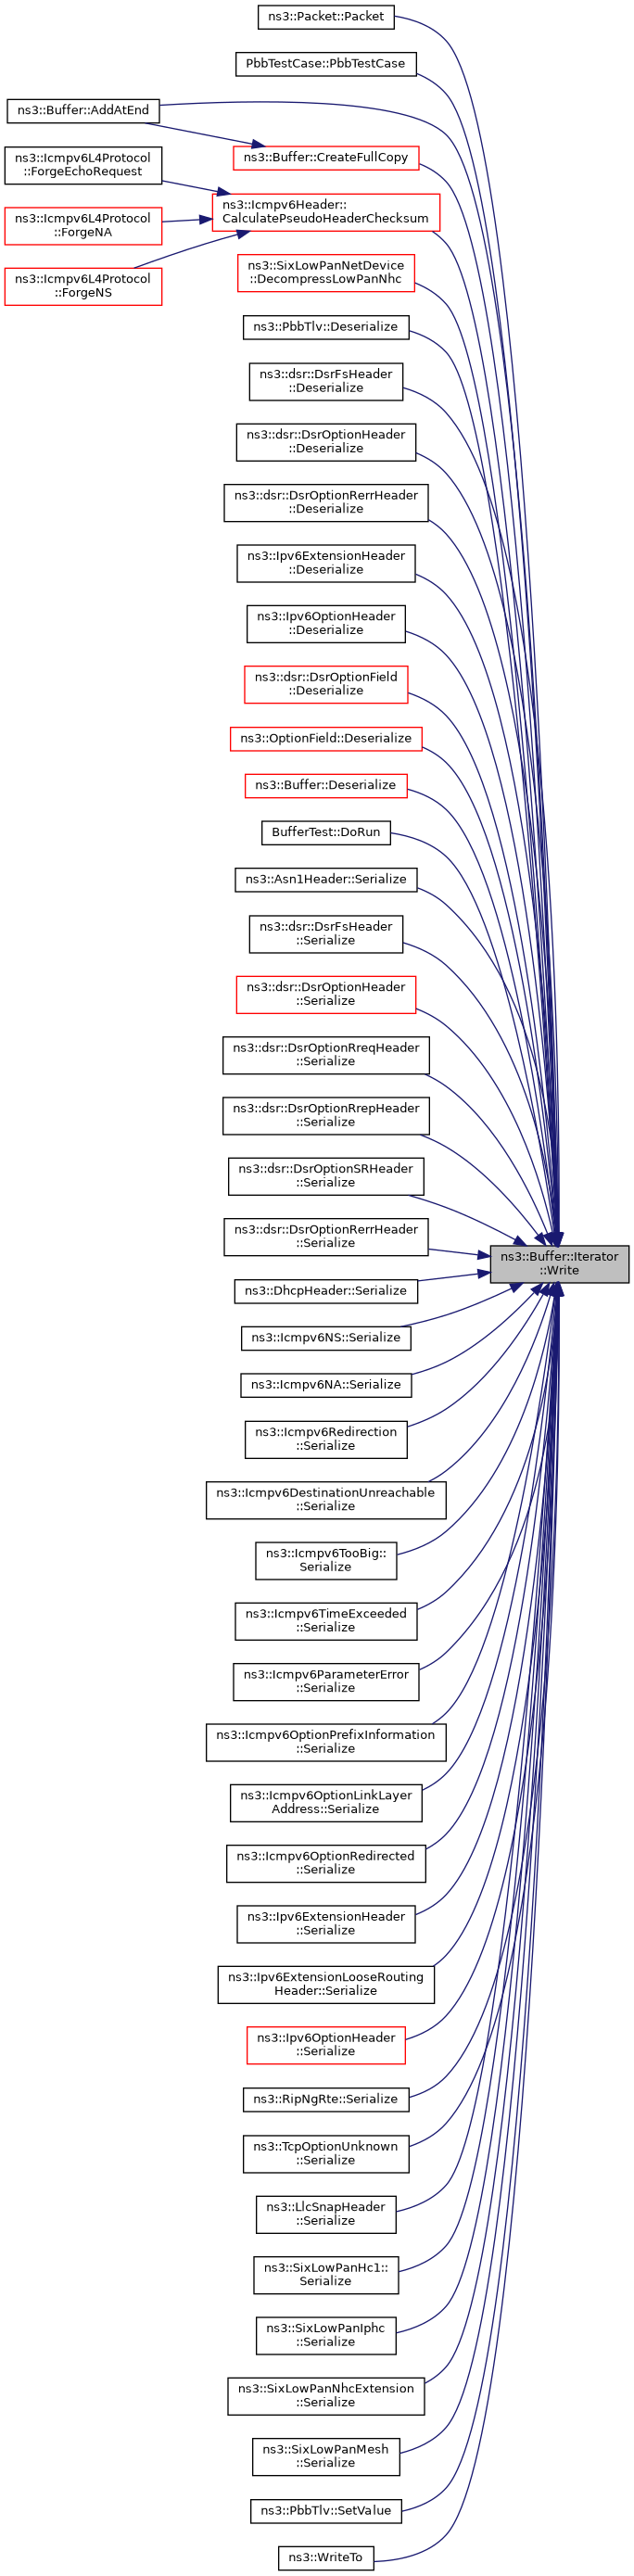 ns3::Packet::Packet
PbbTestCase::PbbTestCase
ns3::Buffer::AddAtEnd
ns3::Buffer::CreateFullCopy
ns3::Icmpv6L4Protocol
::ForgeEchoRequest
ns3::Icmpv6Header::
CalculatePseudoHeaderChecksum
ns3::Icmpv6L4Protocol
::ForgeNA
ns3::Icmpv6L4Protocol
::ForgeNS
ns3::SixLowPanNetDevice
::DecompressLowPanNhc
ns3::PbbTlv::Deserialize
ns3::dsr::DsrFsHeader
::Deserialize
ns3::dsr::DsrOptionHeader
::Deserialize
ns3::dsr::DsrOptionRerrHeader
::Deserialize
ns3::Ipv6ExtensionHeader
::Deserialize
ns3::Ipv6OptionHeader
::Deserialize
ns3::dsr::DsrOptionField
::Deserialize
ns3::OptionField::Deserialize
ns3::Buffer::Deserialize
BufferTest::DoRun
ns3::Asn1Header::Serialize
ns3::dsr::DsrFsHeader
::Serialize
ns3::dsr::DsrOptionHeader
::Serialize
ns3::dsr::DsrOptionRreqHeader
::Serialize
ns3::dsr::DsrOptionRrepHeader
::Serialize
ns3::dsr::DsrOptionSRHeader
::Serialize
ns3::dsr::DsrOptionRerrHeader
::Serialize
ns3::Buffer::Iterator
::Write
ns3::DhcpHeader::Serialize
ns3::Icmpv6NS::Serialize
ns3::Icmpv6NA::Serialize
ns3::Icmpv6Redirection
::Serialize
ns3::Icmpv6DestinationUnreachable
::Serialize
ns3::Icmpv6TooBig::
Serialize
ns3::Icmpv6TimeExceeded
::Serialize
ns3::Icmpv6ParameterError
::Serialize
ns3::Icmpv6OptionPrefixInformation
::Serialize
ns3::Icmpv6OptionLinkLayer
Address::Serialize
ns3::Icmpv6OptionRedirected
::Serialize
ns3::Ipv6ExtensionHeader
::Serialize
ns3::Ipv6ExtensionLooseRouting
Header::Serialize
ns3::Ipv6OptionHeader
::Serialize
ns3::RipNgRte::Serialize
ns3::TcpOptionUnknown
::Serialize
ns3::LlcSnapHeader
::Serialize
ns3::SixLowPanHc1::
Serialize
ns3::SixLowPanIphc
::Serialize
ns3::SixLowPanNhcExtension
::Serialize
ns3::SixLowPanMesh
::Serialize
ns3::PbbTlv::SetValue
ns3::WriteTo